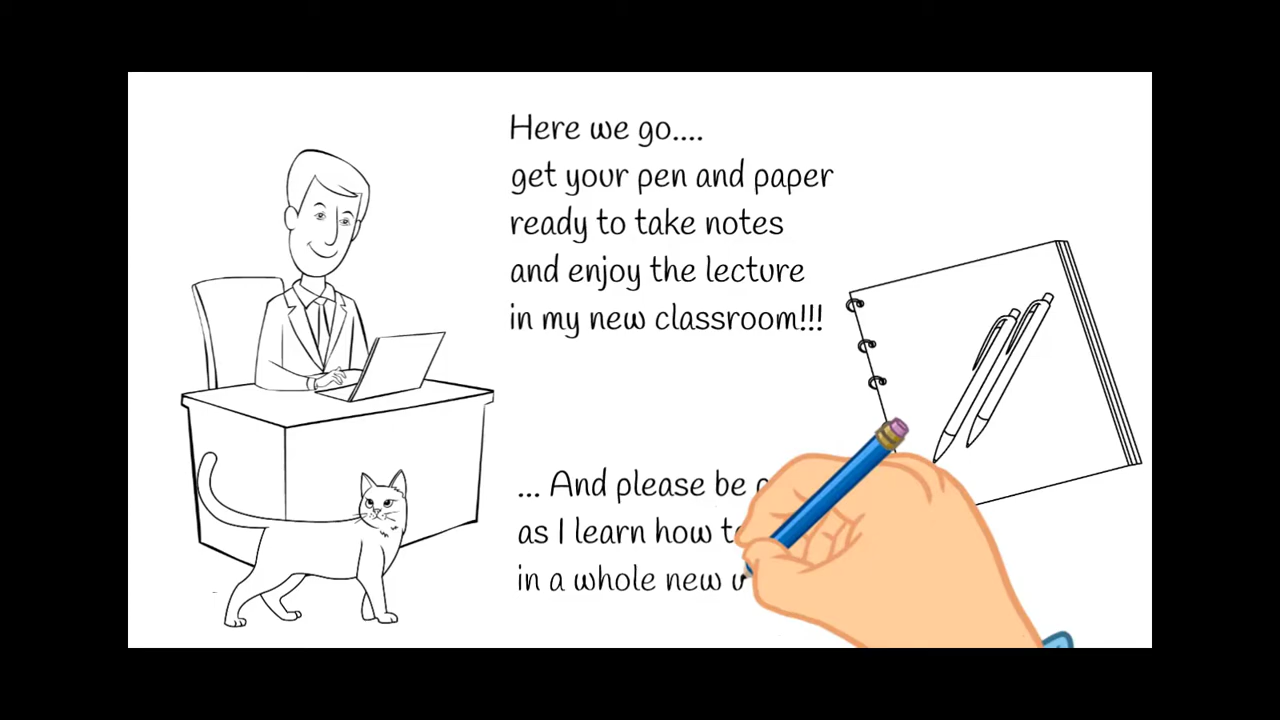 Here we go....
get your pen and paper
ready to take notes
and enjoy the lecture
in my new classroom!!!
... And please be
as I learn how
in a whole new